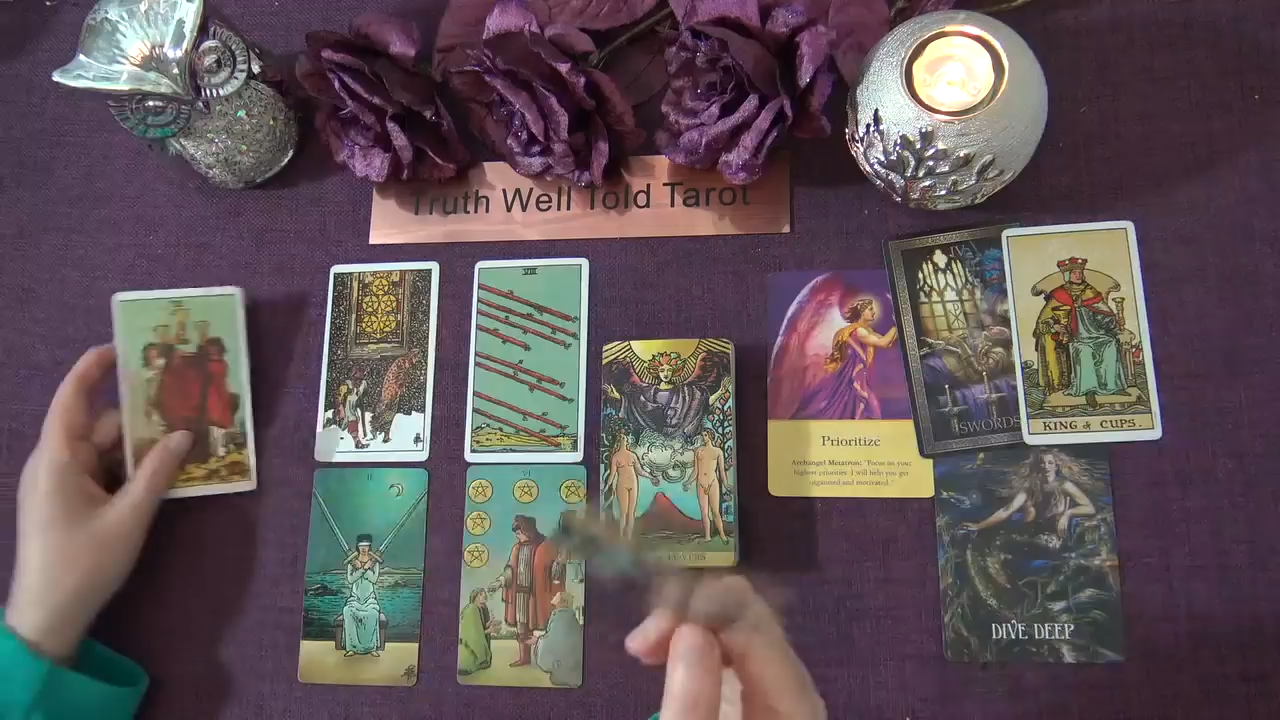 Truth Well Told Tarot
VIII
IV
SWORDS
KING of CUPS.
Prioritize
Archangel Metatron: "Focus on your
highest priorities. I will help you get
organized and motivated."
II
VI
DIVE DEEP